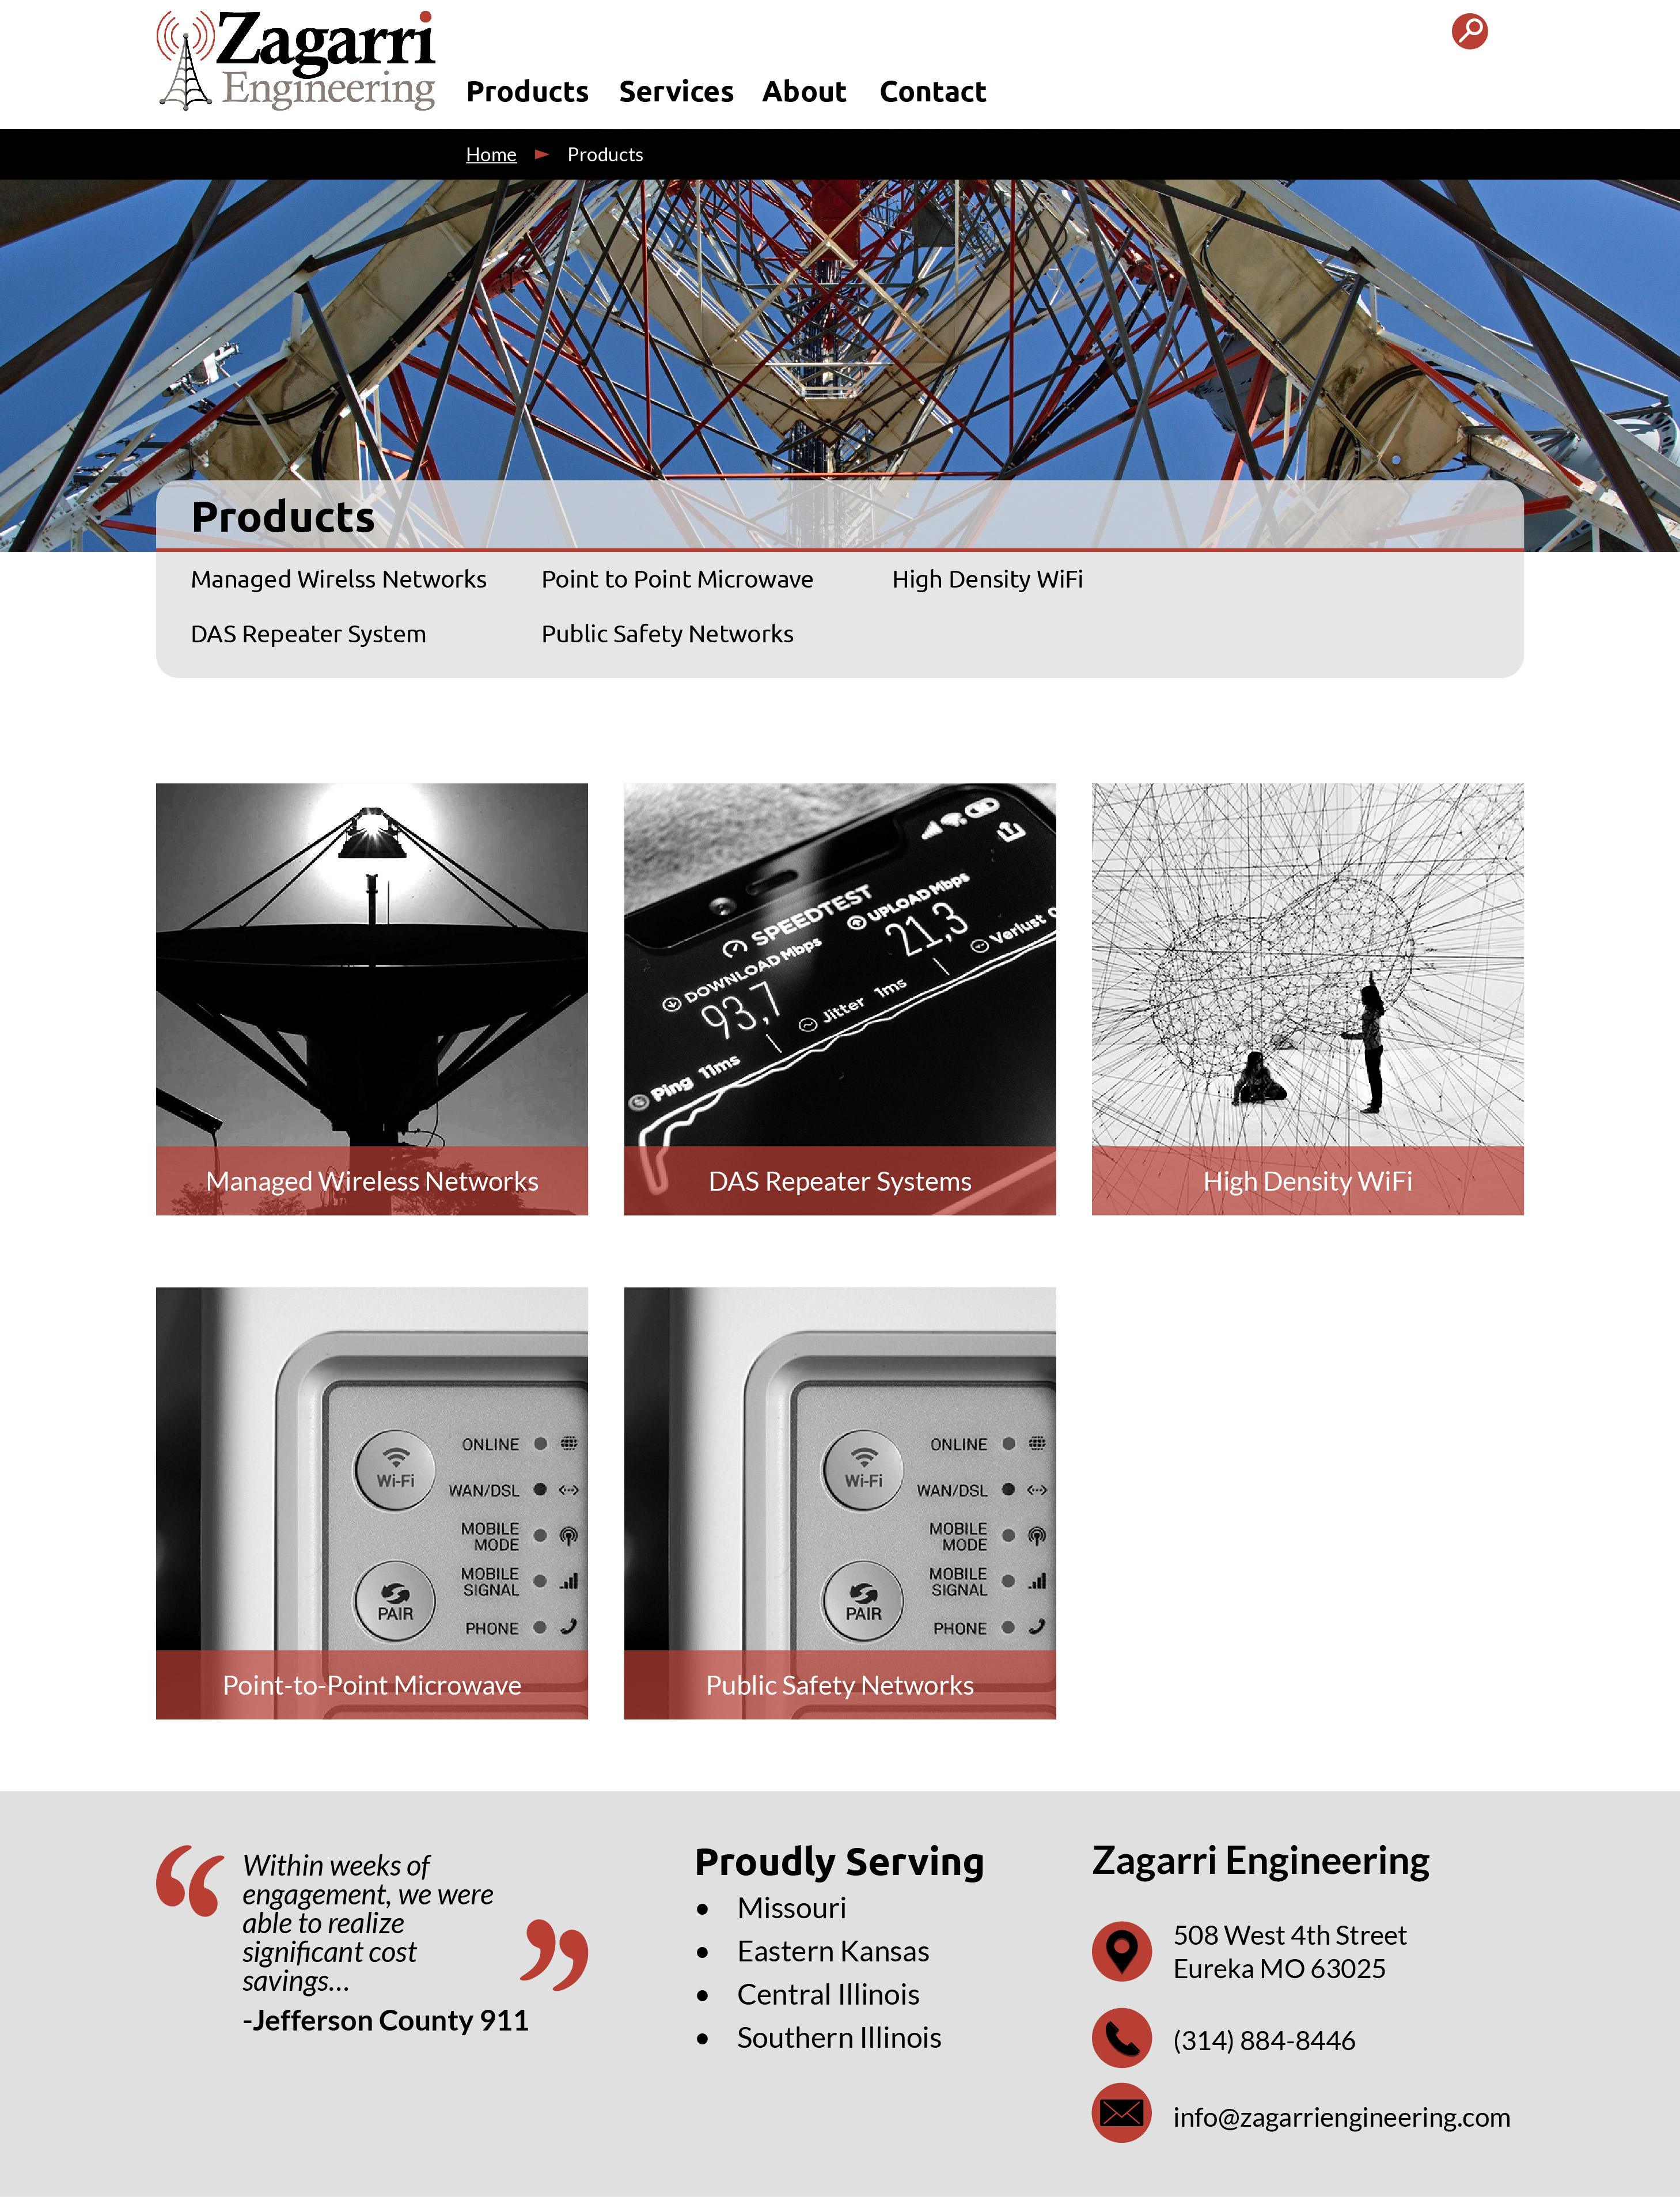 Zagarri
Engineering
Products Services About Contact
Home Products
Products
Managed Wirelss Networks Point to Point Microwave High Density WiFi
DAS Repeater System Public Safety Networks
SPEEDTEST
DOWNLOAD Mbps UPLOAD Mbps
93,7 21,3
Ping 11ms Jitter 1ms Verlust 0
Managed Wireless Networks
DAS Repeater Systems
High Density WiFi
Wi-Fi
ONLINE
WAN/DSL
MOBILE
MODE
MOBILE
SIGNAL
PAIR
PHONE
Point-to-Point Microwave
Wi-Fi
ONLINE
WAN/DSL
MOBILE
MODE
MOBILE
SIGNAL
PAIR
PHONE
Public Safety Networks
“Within weeks of
engagement, we were
able to realize
significant cost
savings...”
-Jefferson County 911
Proudly Serving
• Missouri
• Eastern Kansas
• Central Illinois
• Southern Illinois
Zagarri Engineering
508 West 4th Street
Eureka MO 63025
(314) 884-8446
info@zagarriengineering.com